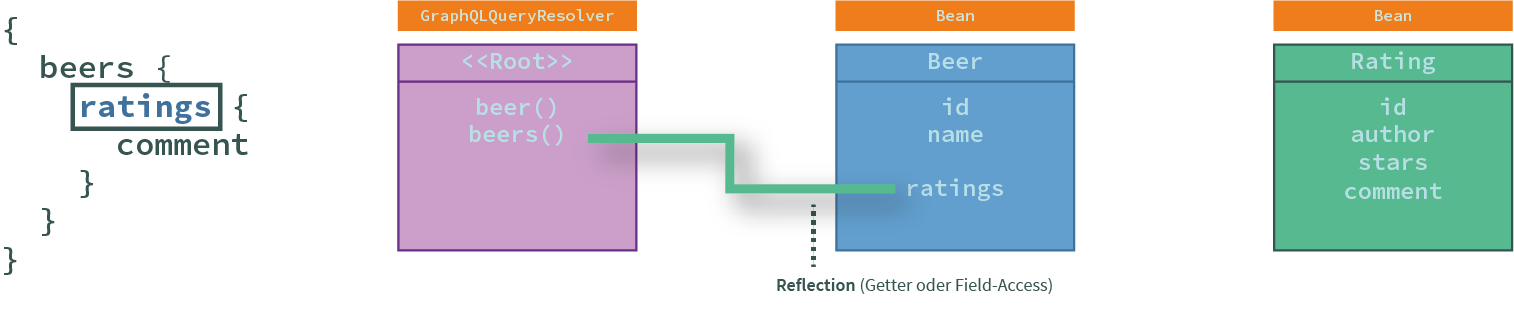 {
beers {
ratings {
comment
}
}
}
GraphQLQueryResolver
<<Root>>
beer()
beers()
Bean
Beer
id
name
ratings
Reflection (Getter oder Field-Access)
Bean
Rating
id
author
stars
comment